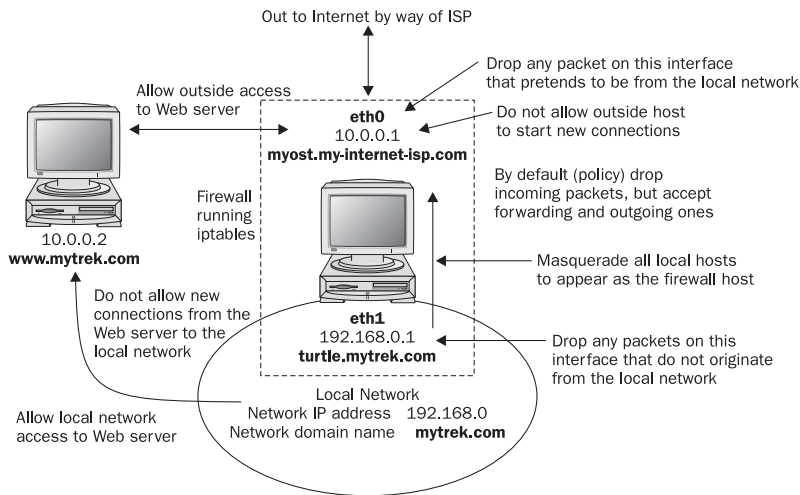 Out to Internet by way of ISP
Drop any packet on this interface
that pretends to be from the local network
Allow outside access
to Web server
eth0
10.0.0.1
myost.my-internet-isp.com
Do not allow outside host
to start new connections
By default (policy) drop
incoming packets, but accept
forwarding and outgoing ones
Firewall
running
iptables
10.0.0.2
www.mytrek.com
Masquerade all local hosts
to appear as the firewall host
Do not allow new
connections from the
Web server to the
local network
eth1
192.168.0.1
turtle.mytrek.com
Drop any packets on this
interface that do not originate
from the local network
Local Network
Network IP address 192.168.0
Network domain name mytrek.com
Allow local network
access to Web server